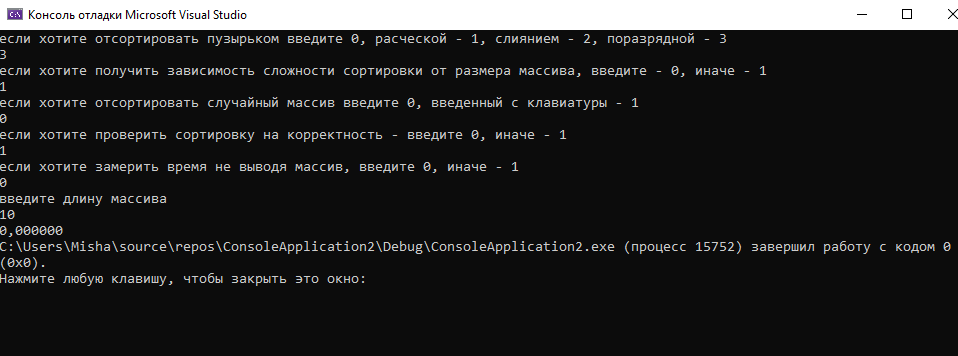 Консоль отладки Microsoft Visual Studio
если хотите отсортировать пузырьком введите 0, расческой - 1, слиянием - 2, поразрядной - 3
3
если хотите получить зависимость сложности сортировки от размера массива, введите - 0, иначе - 1
1
если хотите отсортировать случайный массив введите 0, введенный с клавиатуры - 1
0
если хотите проверить сортировку на корректность - введите 0, иначе - 1
1
если хотите замерить время не выводя массив, введите 0, иначе - 1
0
введите длину массива
10
0,000000
C:\Users\Misha\source\repos\ConsoleApplication2\Debug\ConsoleApplication2.exe (процесс 15752) завершил работу с кодом 0
(0x0).
Нажмите любую клавишу, чтобы закрыть это окно: